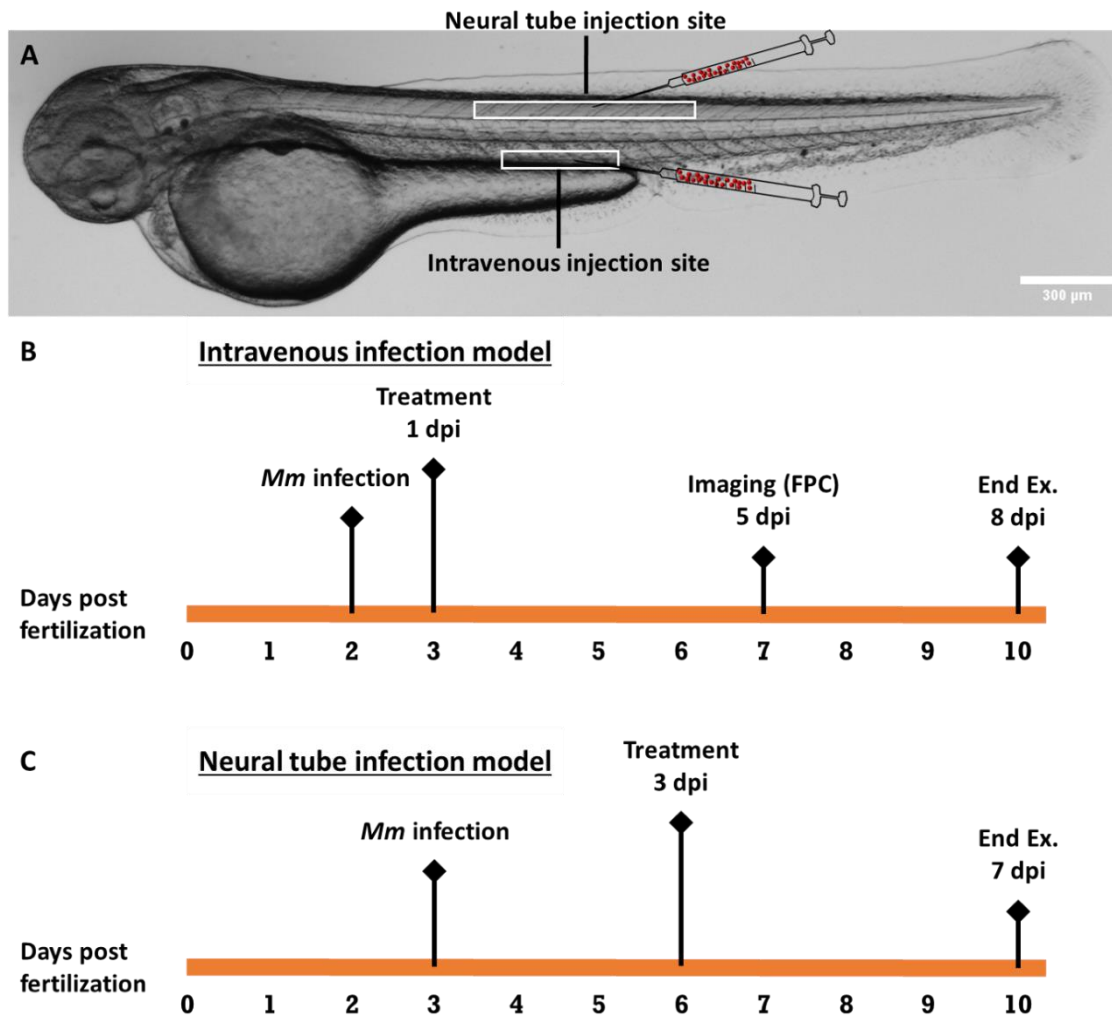 Neural tube injection site
A
Intravenous injection site
300 µm
B
Intravenous infection model
Treatment
1 dpi
Mm infection
Imaging (FPC)
5 dpi
End Ex.
8 dpi
Days post
fertilization
0 1 2 3 4 5 6 7 8 9 10
C
Neural tube infection model
Treatment
3 dpi
Mm infection
End Ex.
7 dpi
Days post
fertilization
0 1 2 3 4 5 6 7 8 9 10